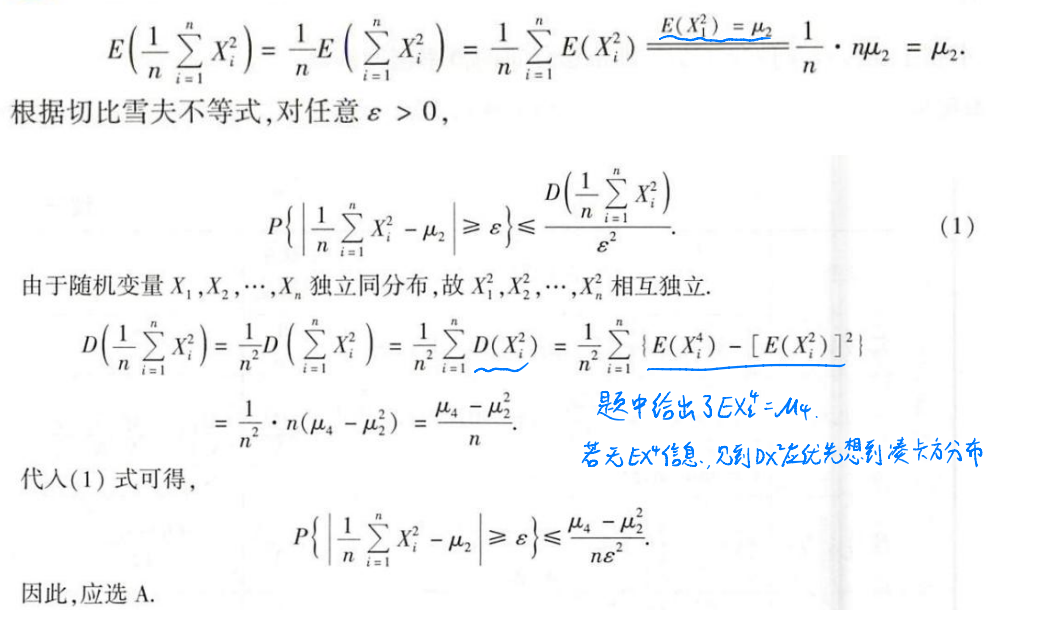 E(1/n ∑_{i=1}^{n} X_i^2) = 1/n E(∑_{i=1}^{n} X_i^2) = 1/n ∑_{i=1}^{n} E(X_i^2) \xlongequal{E(X_1^2) = μ_2} 1/n · nμ_2 = μ_2.
根据切比雪夫不等式,对任意 ε > 0,
P{|1/n ∑_{i=1}^{n} X_i^2 - μ_2| ≥ ε} ≤ D(1/n ∑_{i=1}^{n} X_i^2)/ε^2. (1)
由于随机变量 X_1,X_2,⋯,X_n 独立同分布,故 X_1^2,X_2^2,⋯,X_n^2 相互独立.
D(1/n ∑_{i=1}^{n} X_i^2) = 1/n^2 D(∑_{i=1}^{n} X_i^2) = 1/n^2 ∑_{i=1}^{n} D(X_i^2) = 1/n^2 ∑_{i=1}^{n} {E(X_i^4) - [E(X_i^2)]^2}
= 1/n^2 · n(μ_4 - μ_2^2) = (μ_4 - μ_2^2)/n.
题中给出了EX_i^4=μ_4.
若无EX^4信息,见到DX^2应优先想到凑卡方分布
代入(1) 式可得,
P{|1/n ∑_{i=1}^{n} X_i^2 - μ_2| ≥ ε} ≤ (μ_4 - μ_2^2)/(nε^2).
因此,应选 A.